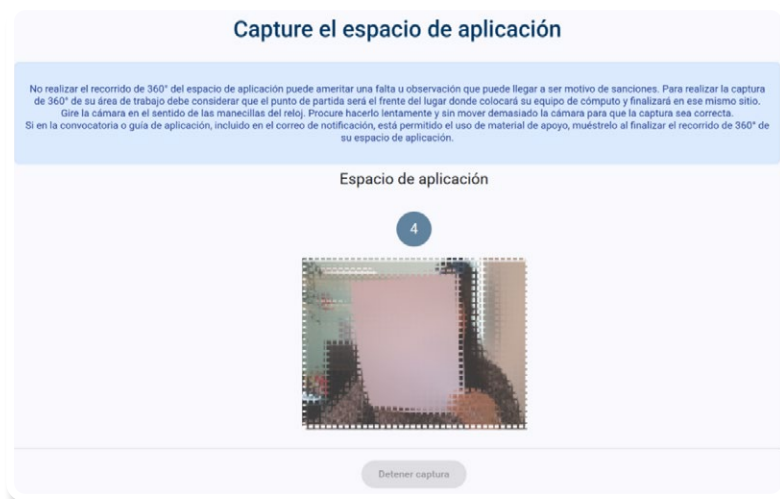 Capture el espacio de aplicación
No realizar el recorrido de 360° del espacio de aplicación puede ameritar una falta u observación que puede llegar a ser motivo de sanciones. Para realizar la captura
de 360° de su área de trabajo debe considerar que el punto de partida será el frente del lugar donde colocará su equipo de cómputo y finalizará en ese mismo sitio.
Gire la cámara en el sentido de las manecillas del reloj. Procure hacerlo lentamente y sin mover demasiado la cámara para que la captura sea correcta.
Si en la convocatoria o guía de aplicación, incluido en el correo de notificación, está permitido el uso de material de apoyo, muéstrelo al finalizar el recorrido de 360° de
su espacio de aplicación.
Espacio de aplicación
4
Detener captura